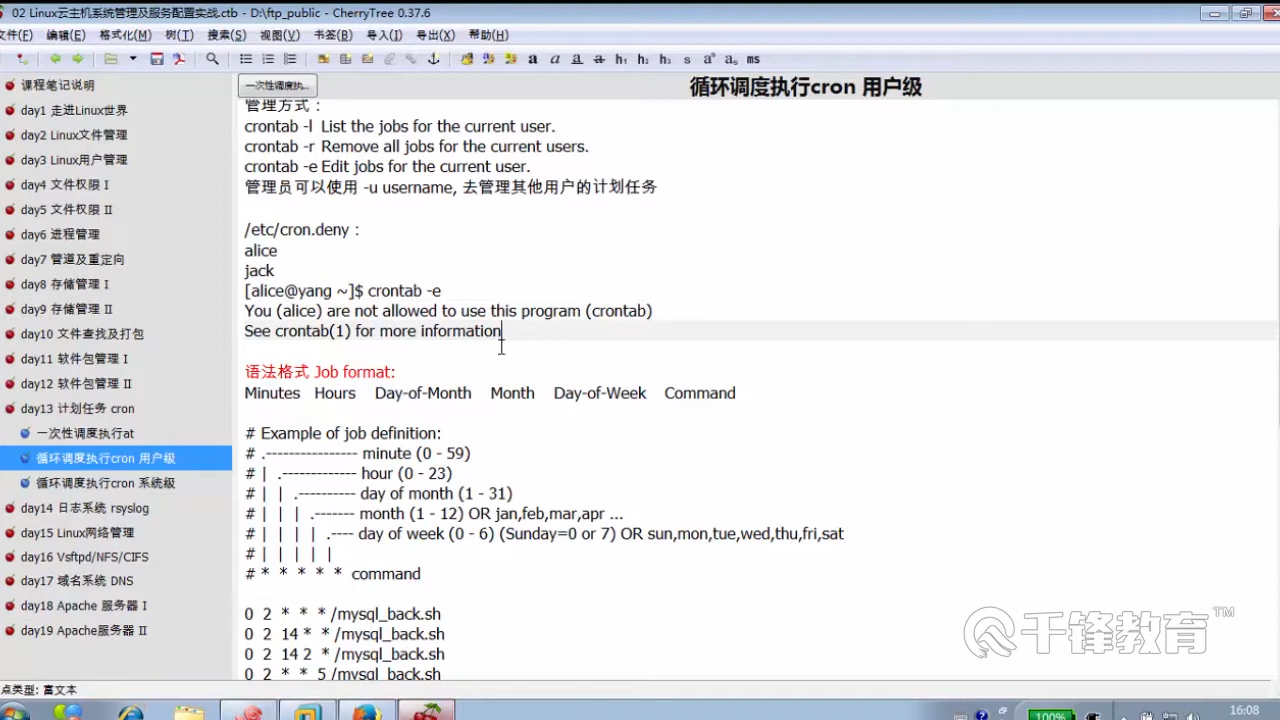 02 Linux云主机系统管理及服务配置实战.ctb - D:\ftp_public - CherryTree 0.37.6
文件(F) 编辑(E) 格式化(M) 树(T) 搜索(S) 视图(V) 书签(B) 导入(I) 导出(X) 帮助(H)
a a a a h₁ h₂ h₃ s aˢ aₛ ms
课程笔记说明
day1 走进Linux世界
day2 Linux文件管理
day3 Linux用户管理
day4 文件权限 I
day5 文件权限 II
day6 进程管理
day7 管道及重定向
day8 存储管理 I
day9 存储管理 II
day10 文件查找及打包
day11 软件包管理 I
day12 软件包管理 II
day13 计划任务 cron
一次性调度执行at
循环调度执行cron 用户级
循环调度执行cron 系统级
day14 日志系统 rsyslog
day15 Linux网络管理
day16 Vsftpd/NFS/CIFS
day17 域名系统 DNS
day18 Apache 服务器 I
day19 Apache服务器 II
一次性调度执...
循环调度执行cron 用户级
管理方式：
crontab -l List the jobs for the current user.
crontab -r Remove all jobs for the current users.
crontab -e Edit jobs for the current user.
管理员可以使用 -u username, 去管理其他用户的计划任务
/etc/cron.deny：
alice
jack
[alice@yang ~]$ crontab -e
You (alice) are not allowed to use this program (crontab)
See crontab(1) for more information
语法格式 Job format:
Minutes Hours Day-of-Month Month Day-of-Week Command
# Example of job definition:
# .---------------- minute (0 - 59)
# | .------------- hour (0 - 23)
# | | .---------- day of month (1 - 31)
# | | | .------- month (1 - 12) OR jan,feb,mar,apr ...
# | | | | .---- day of week (0 - 6) (Sunday=0 or 7) OR sun,mon,tue,wed,thu,fri,sat
# | | | | |
# * * * * * command
0 2 * * * /mysql_back.sh
0 2 14 * * /mysql_back.sh
0 2 14 2 * /mysql_back.sh
0 2 * * 5 /mysql_back.sh
千锋教育™
点类型: 富文本
100%
16:08